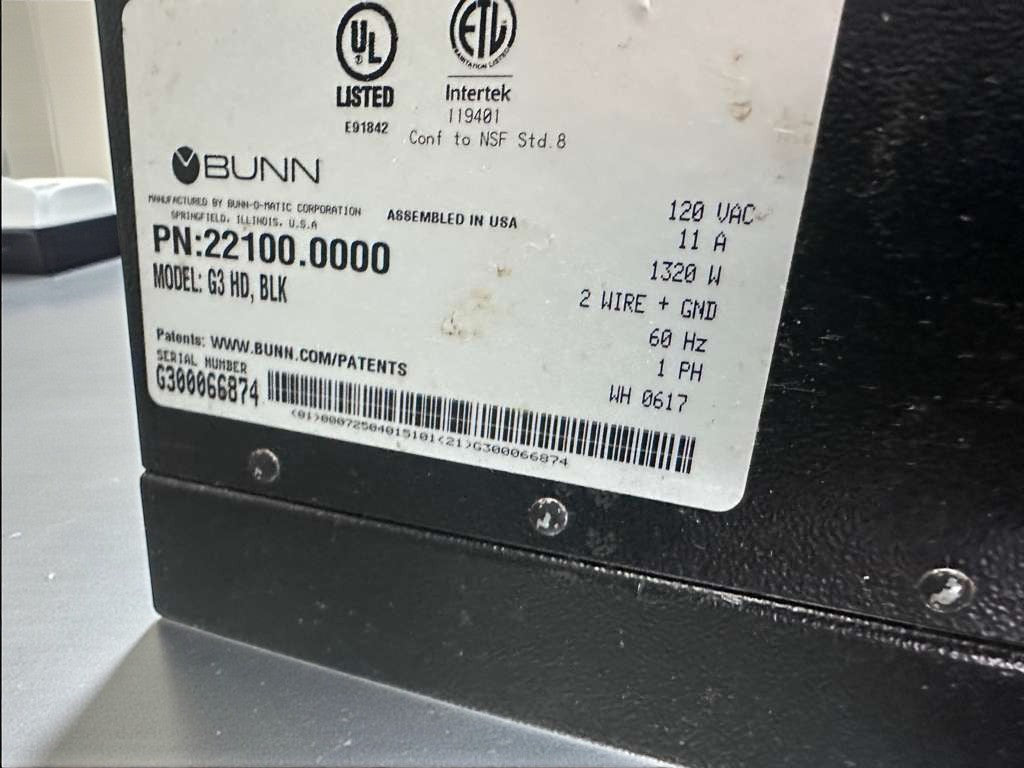 UL
LISTED
E91842
ETL
SANITATION LISTED
Intertek
119401
Conf to NSF Std.8
BUNN
MANUFACTURED BY BUNN-O-MATIC CORPORATION
SPRINGFIELD, ILLINOIS, U.S.A
ASSEMBLED IN USA
PN:22100.0000
MODEL: G3 HD, BLK
120 VAC
11 A
1320 W
2 WIRE + GND
60 Hz
1 PH
WH 0617
Patents: WWW.BUNN.COM/PATENTS
SERIAL NUMBER
G300066874
(01)00072504015101(21)G300066874